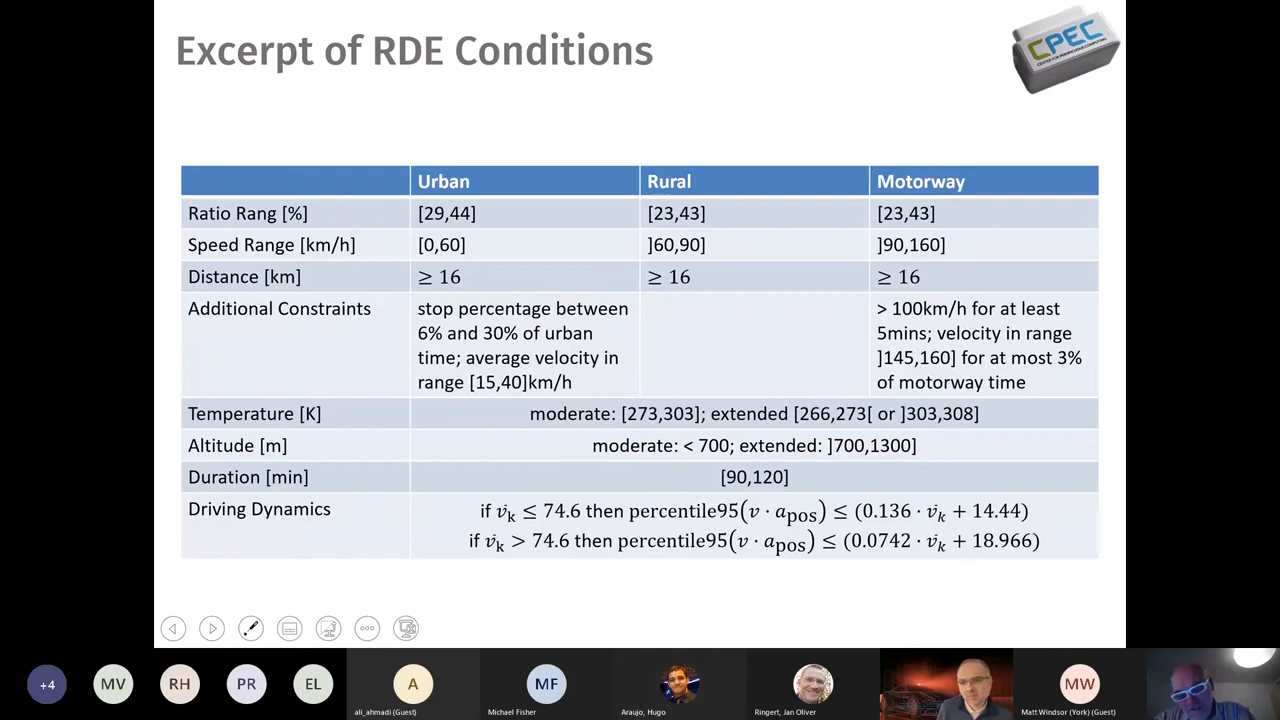 Excerpt of RDE Conditions
CPEC
CENTER FOR PERSPICUOUS COMPUTING
Urban Rural Motorway
Ratio Rang [%] [29,44] [23,43] [23,43]
Speed Range [km/h] [0,60] ]60,90] ]90,160]
Distance [km] ≥ 16 ≥ 16 ≥ 16
Additional Constraints
stop percentage between
6% and 30% of urban
time; average velocity in
range [15,40]km/h
> 100km/h for at least
5mins; velocity in range
]145,160] for at most 3%
of motorway time
Temperature [K] moderate: [273,303]; extended [266,273[ or ]303,308]
Altitude [m] moderate: < 700; extended: ]700,1300]
Duration [min] [90,120]
Driving Dynamics
if v̄k ≤ 74.6 then percentile95(v · apos) ≤ (0.136 · v̄k + 14.44)
if v̄k > 74.6 then percentile95(v · apos) ≤ (0.0742 · v̄k + 18.966)
+4 MV RH PR EL A MF MW
ali_ahmadi (Guest) Michael Fisher Araujo, Hugo Ringert, Jan Oliver Matt Windsor (York) (Guest)